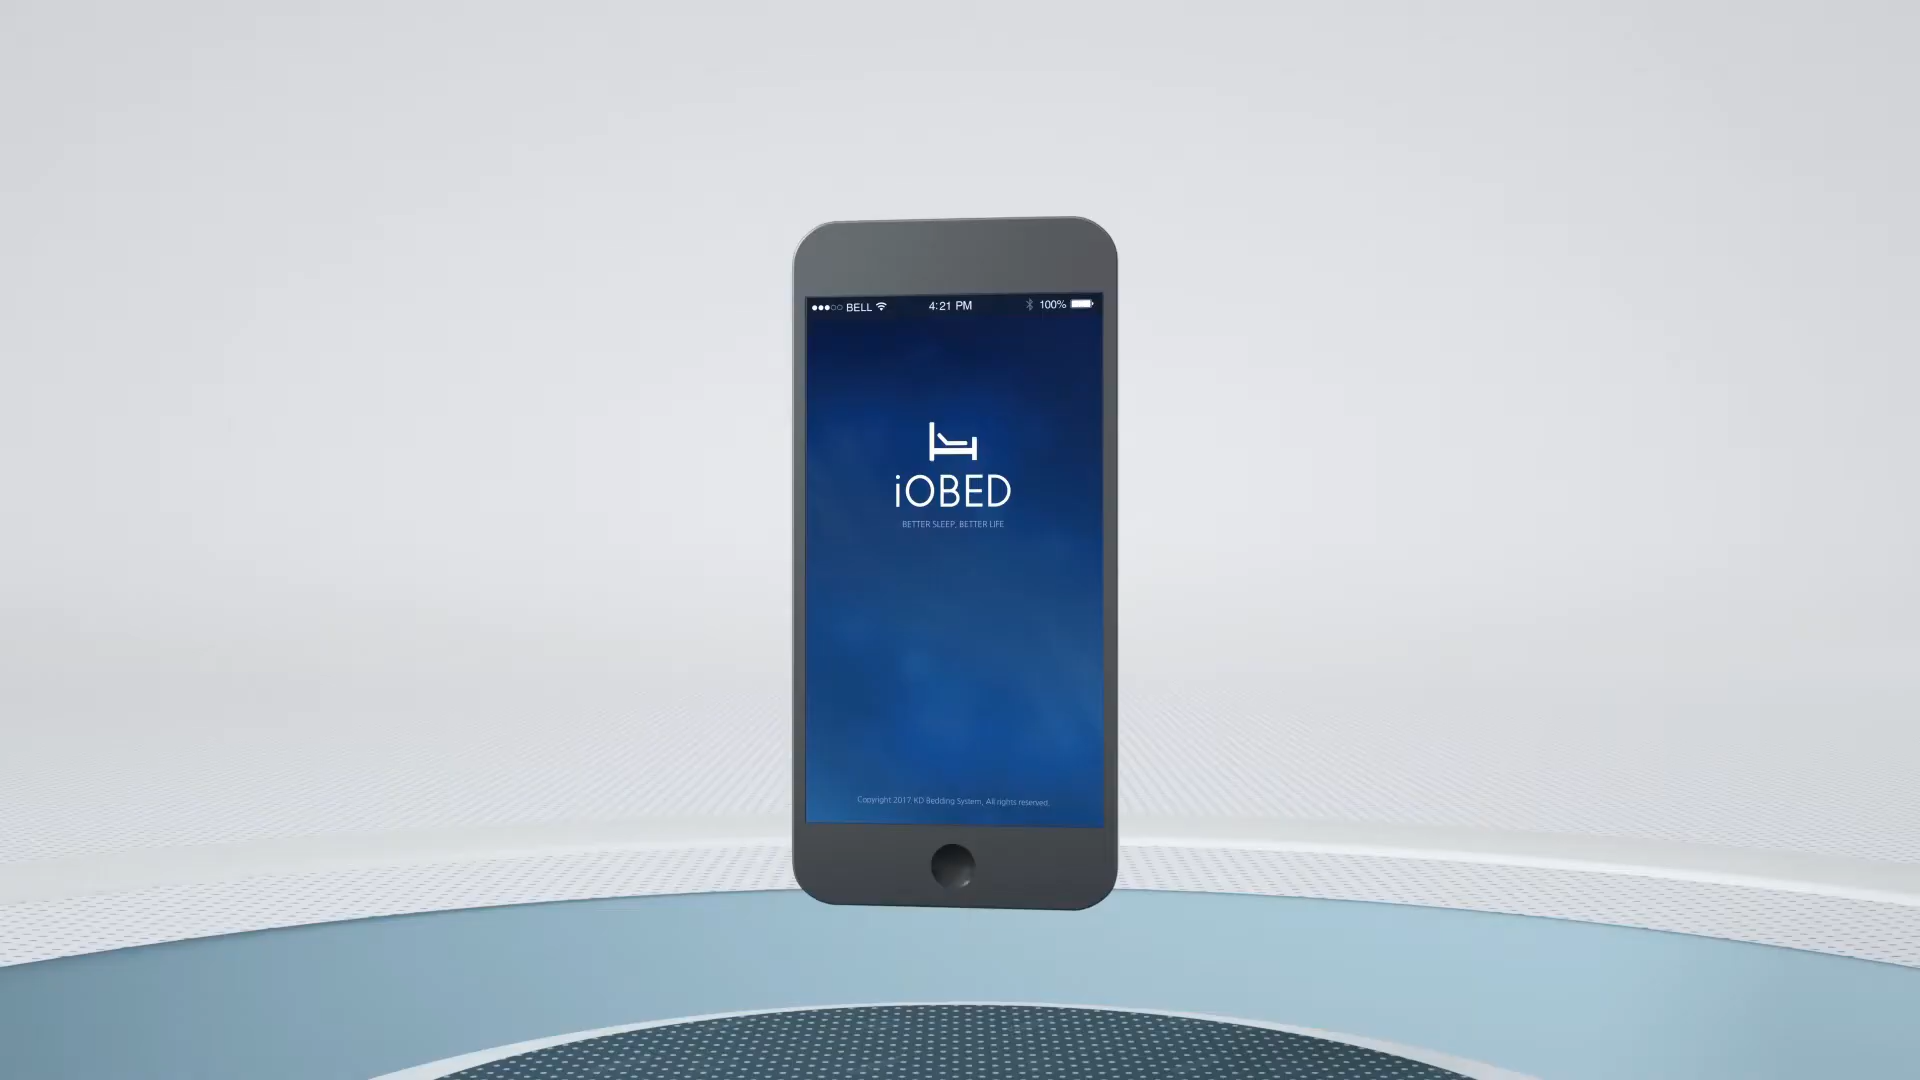 BELL 4:21 PM 100%
iOBED
BETTER SLEEP, BETTER LIFE
Copyright 2017 KD Bedding System, All rights reserved.